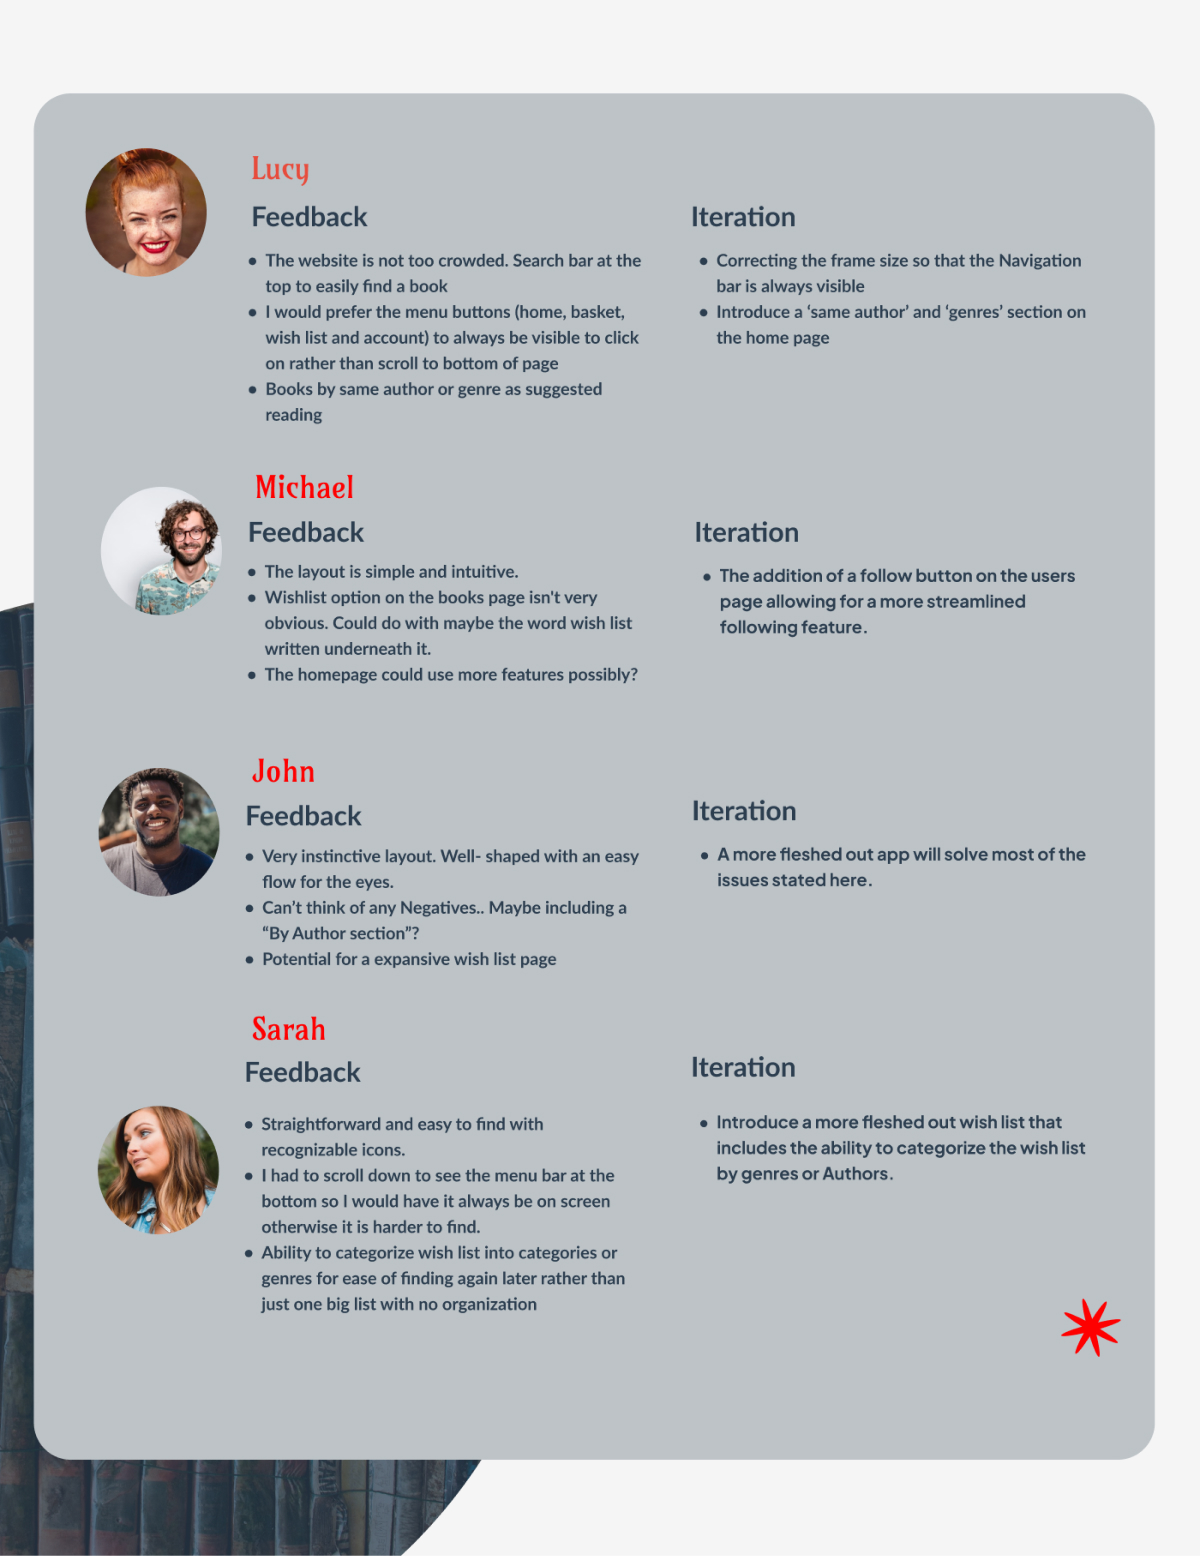 Lucy
Feedback
• The website is not too crowded. Search bar at the
top to easily find a book
• I would prefer the menu buttons (home, basket,
wish list and account) to always be visible to click
on rather than scroll to bottom of page
• Books by same author or genre as suggested
reading
Iteration
• Correcting the frame size so that the Navigation
bar is always visible
• Introduce a ‘same author’ and ‘genres’ section on
the home page
Michael
Feedback
• The layout is simple and intuitive.
• Wishlist option on the books page isn't very
obvious. Could do with maybe the word wish list
written underneath it.
• The homepage could use more features possibly?
Iteration
• The addition of a follow button on the users
page allowing for a more streamlined
following feature.
John
Feedback
• Very instinctive layout. Well- shaped with an easy
flow for the eyes.
• Can’t think of any Negatives.. Maybe including a
“By Author section”?
• Potential for a expansive wish list page
Iteration
• A more fleshed out app will solve most of the
issues stated here.
Sarah
Feedback
• Straightforward and easy to find with
recognizable icons.
• I had to scroll down to see the menu bar at the
bottom so I would have it always be on screen
otherwise it is harder to find.
• Ability to categorize wish list into categories or
genres for ease of finding again later rather than
just one big list with no organization
Iteration
• Introduce a more fleshed out wish list that
includes the ability to categorize the wish list
by genres or Authors.